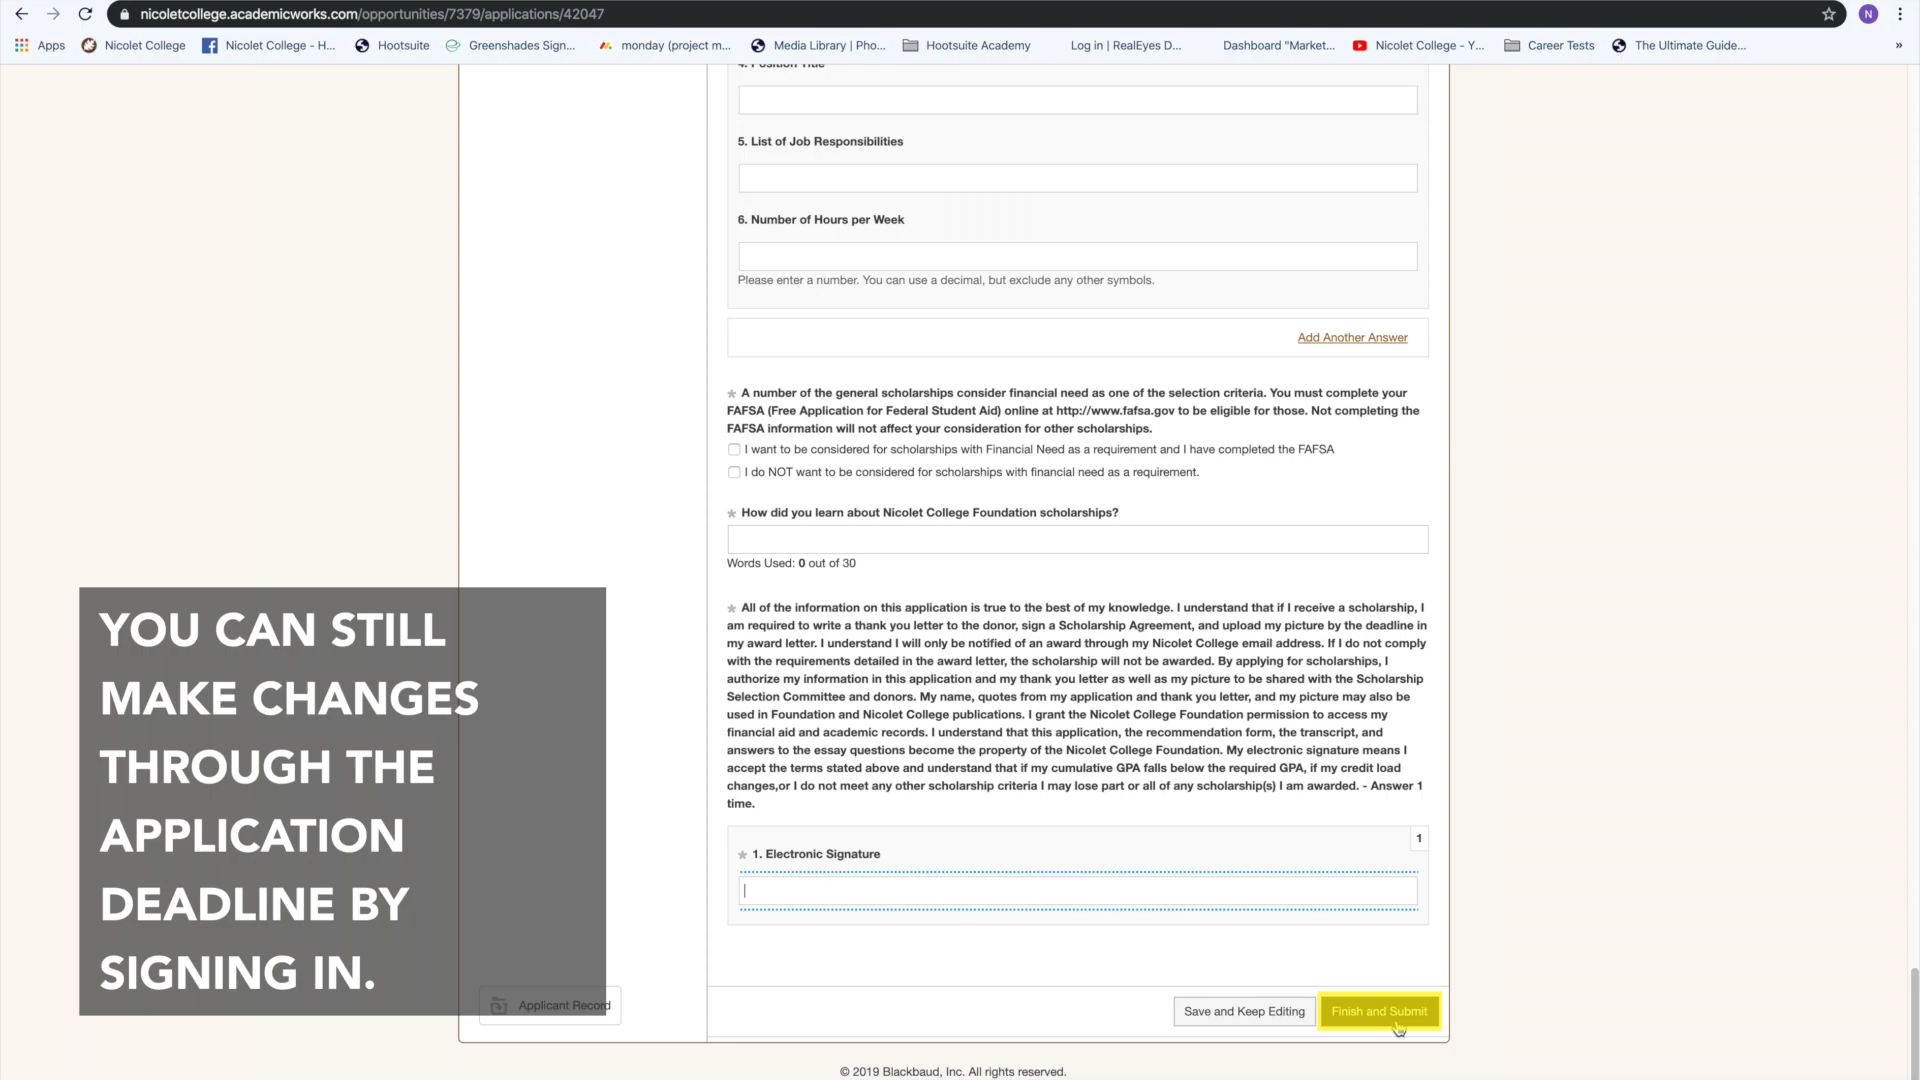 nicoletcollege.academicworks.com/opportunities/7379/applications/42047
N
Apps Nicolet College Nicolet College - H... Hootsuite Greenshades Sign... monday (project m... Media Library | Pho... Hootsuite Academy Log in | RealEyes D... Dashboard "Market... Nicolet College - Y... Career Tests The Ultimate Guide... »
4. Position Title
5. List of Job Responsibilities
6. Number of Hours per Week
Please enter a number. You can use a decimal, but exclude any other symbols.
Add Another Answer
A number of the general scholarships consider financial need as one of the selection criteria. You must complete your
FAFSA (Free Application for Federal Student Aid) online at http://www.fafsa.gov to be eligible for those. Not completing the
FAFSA information will not affect your consideration for other scholarships.
I want to be considered for scholarships with Financial Need as a requirement and I have completed the FAFSA
I do NOT want to be considered for scholarships with financial need as a requirement.
How did you learn about Nicolet College Foundation scholarships?
Words Used: 0 out of 30
All of the information on this application is true to the best of my knowledge. I understand that if I receive a scholarship, I
am required to write a thank you letter to the donor, sign a Scholarship Agreement, and upload my picture by the deadline in
my award letter. I understand I will only be notified of an award through my Nicolet College email address. If I do not comply
with the requirements detailed in the award letter, the scholarship will not be awarded. By applying for scholarships, I
authorize my information in this application and my thank you letter as well as my picture to be shared with the Scholarship
Selection Committee and donors. My name, quotes from my application and thank you letter, and my picture may also be
used in Foundation and Nicolet College publications. I grant the Nicolet College Foundation permission to access my
financial aid and academic records. I understand that this application, the recommendation form, the transcript, and
answers to the essay questions become the property of the Nicolet College Foundation. My electronic signature means I
accept the terms stated above and understand that if my cumulative GPA falls below the required GPA, if my credit load
changes,or I do not meet any other scholarship criteria I may lose part or all of any scholarship(s) I am awarded. - Answer 1
time.
1
1. Electronic Signature
YOU CAN STILL
MAKE CHANGES
THROUGH THE
APPLICATION
DEADLINE BY
SIGNING IN.
Applicant Record
Save and Keep Editing
Finish and Submit
© 2019 Blackbaud, Inc. All rights reserved.